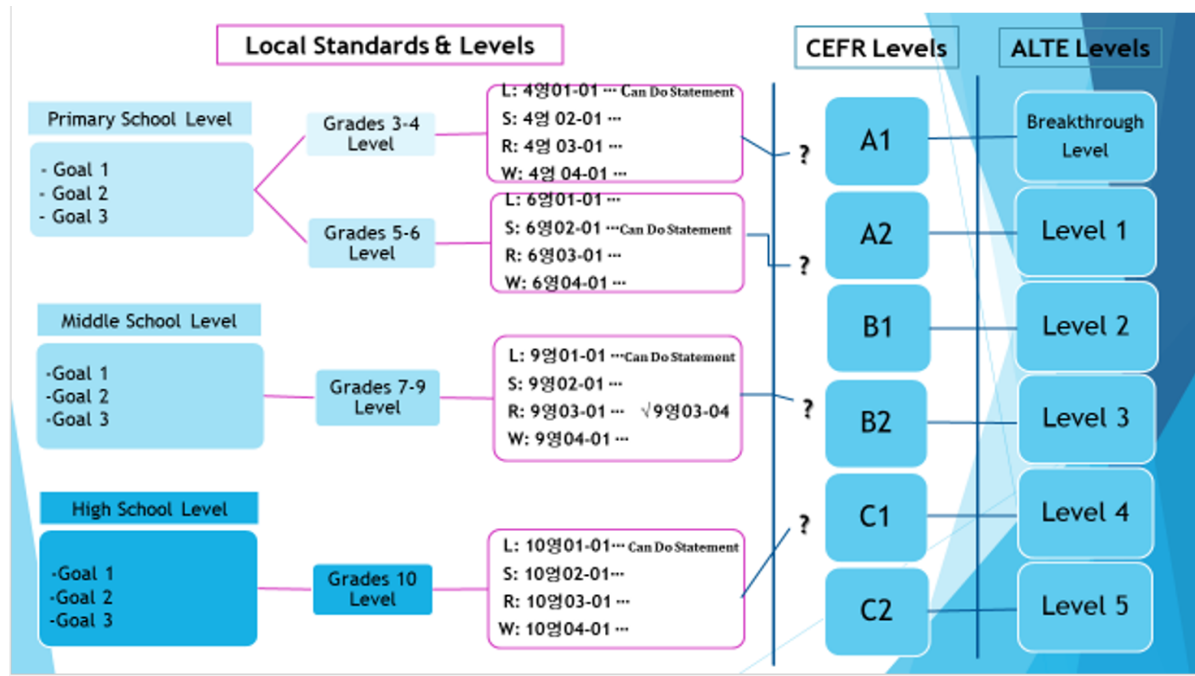 Local Standards & Levels
CEFR Levels
ALTE Levels
Primary School Level
- Goal 1
- Goal 2
- Goal 3
Grades 3-4
Level
L: 4영01-01 ··· Can Do Statement
S: 4영 02-01 ···
R: 4영 03-01 ···
W: 4영 04-01 ···
?
Grades 5-6
Level
L: 6영01-01 ···
S: 6영02-01 ···Can Do Statement
R: 6영03-01 ···
W: 6영04-01 ···
?
Middle School Level
-Goal 1
-Goal 2
-Goal 3
Grades 7-9
Level
L: 9영01-01 ···Can Do Statement
S: 9영02-01 ···
R: 9영03-01 ··· √9영03-04
W: 9영04-01 ···
?
High School Level
-Goal 1
-Goal 2
-Goal 3
Grades 10
Level
L: 10영01-01··· Can Do Statement
S: 10영02-01···
R: 10영03-01 ···
W: 10영04-01 ···
?
A1
Breakthrough
Level
A2
Level 1
B1
Level 2
B2
Level 3
C1
Level 4
C2
Level 5